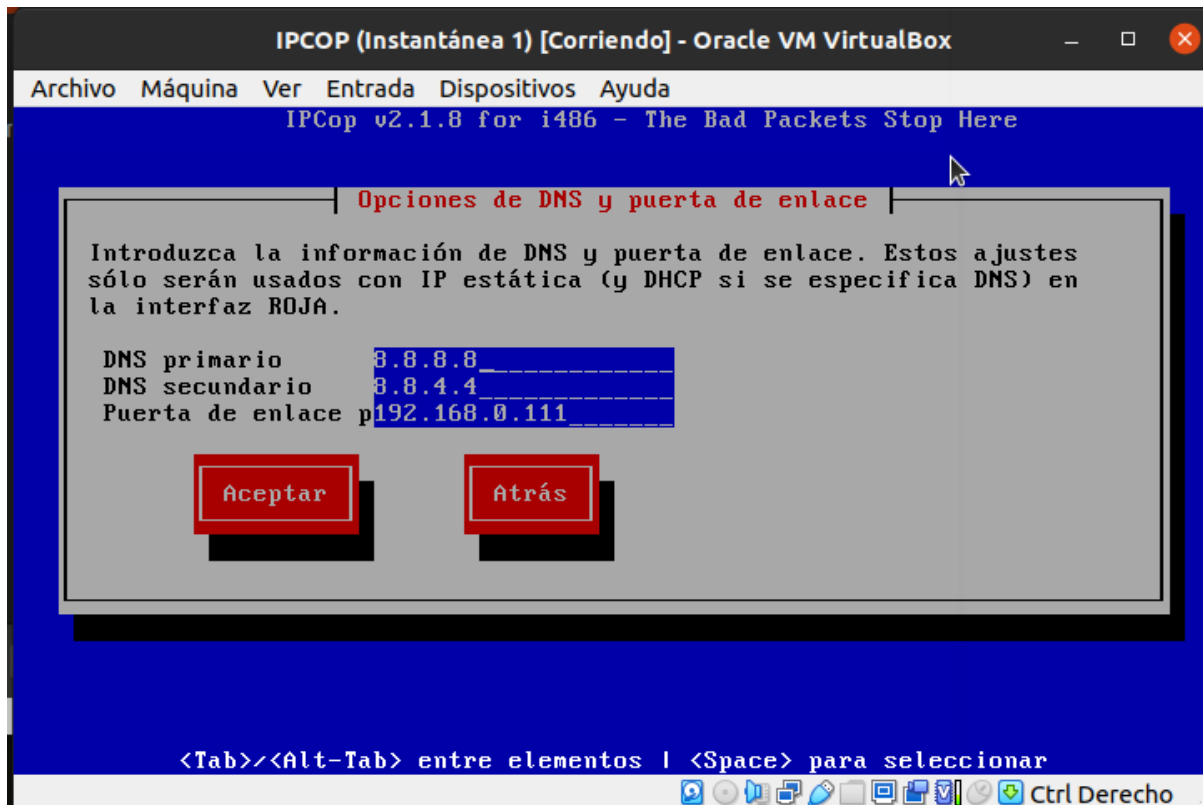 IPCOP (Instantánea 1) [Corriendo] - Oracle VM VirtualBox
Archivo Máquina Ver Entrada Dispositivos Ayuda
IPCop v2.1.8 for i486 - The Bad Packets Stop Here
Opciones de DNS y puerta de enlace
Introduzca la información de DNS y puerta de enlace. Estos ajustes
sólo serán usados con IP estática (y DHCP si se especifica DNS) en
la interfaz ROJA.
DNS primario 8.8.8.8
DNS secundario 8.8.4.4
Puerta de enlace p192.168.0.111
Aceptar Atrás
<Tab>/<Alt-Tab> entre elementos | <Space> para seleccionar
Ctrl Derecho